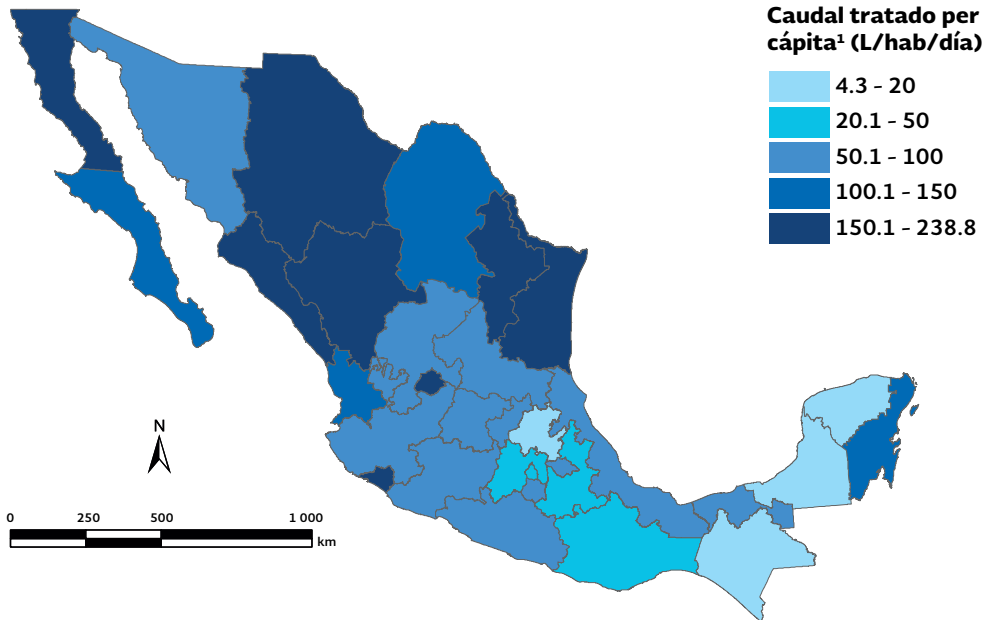 Caudal tratado per
cápita¹ (L/hab/día)
4.3 - 20
20.1 - 50
50.1 - 100
100.1 - 150
150.1 - 238.8
N
0 250 500 1 000
km